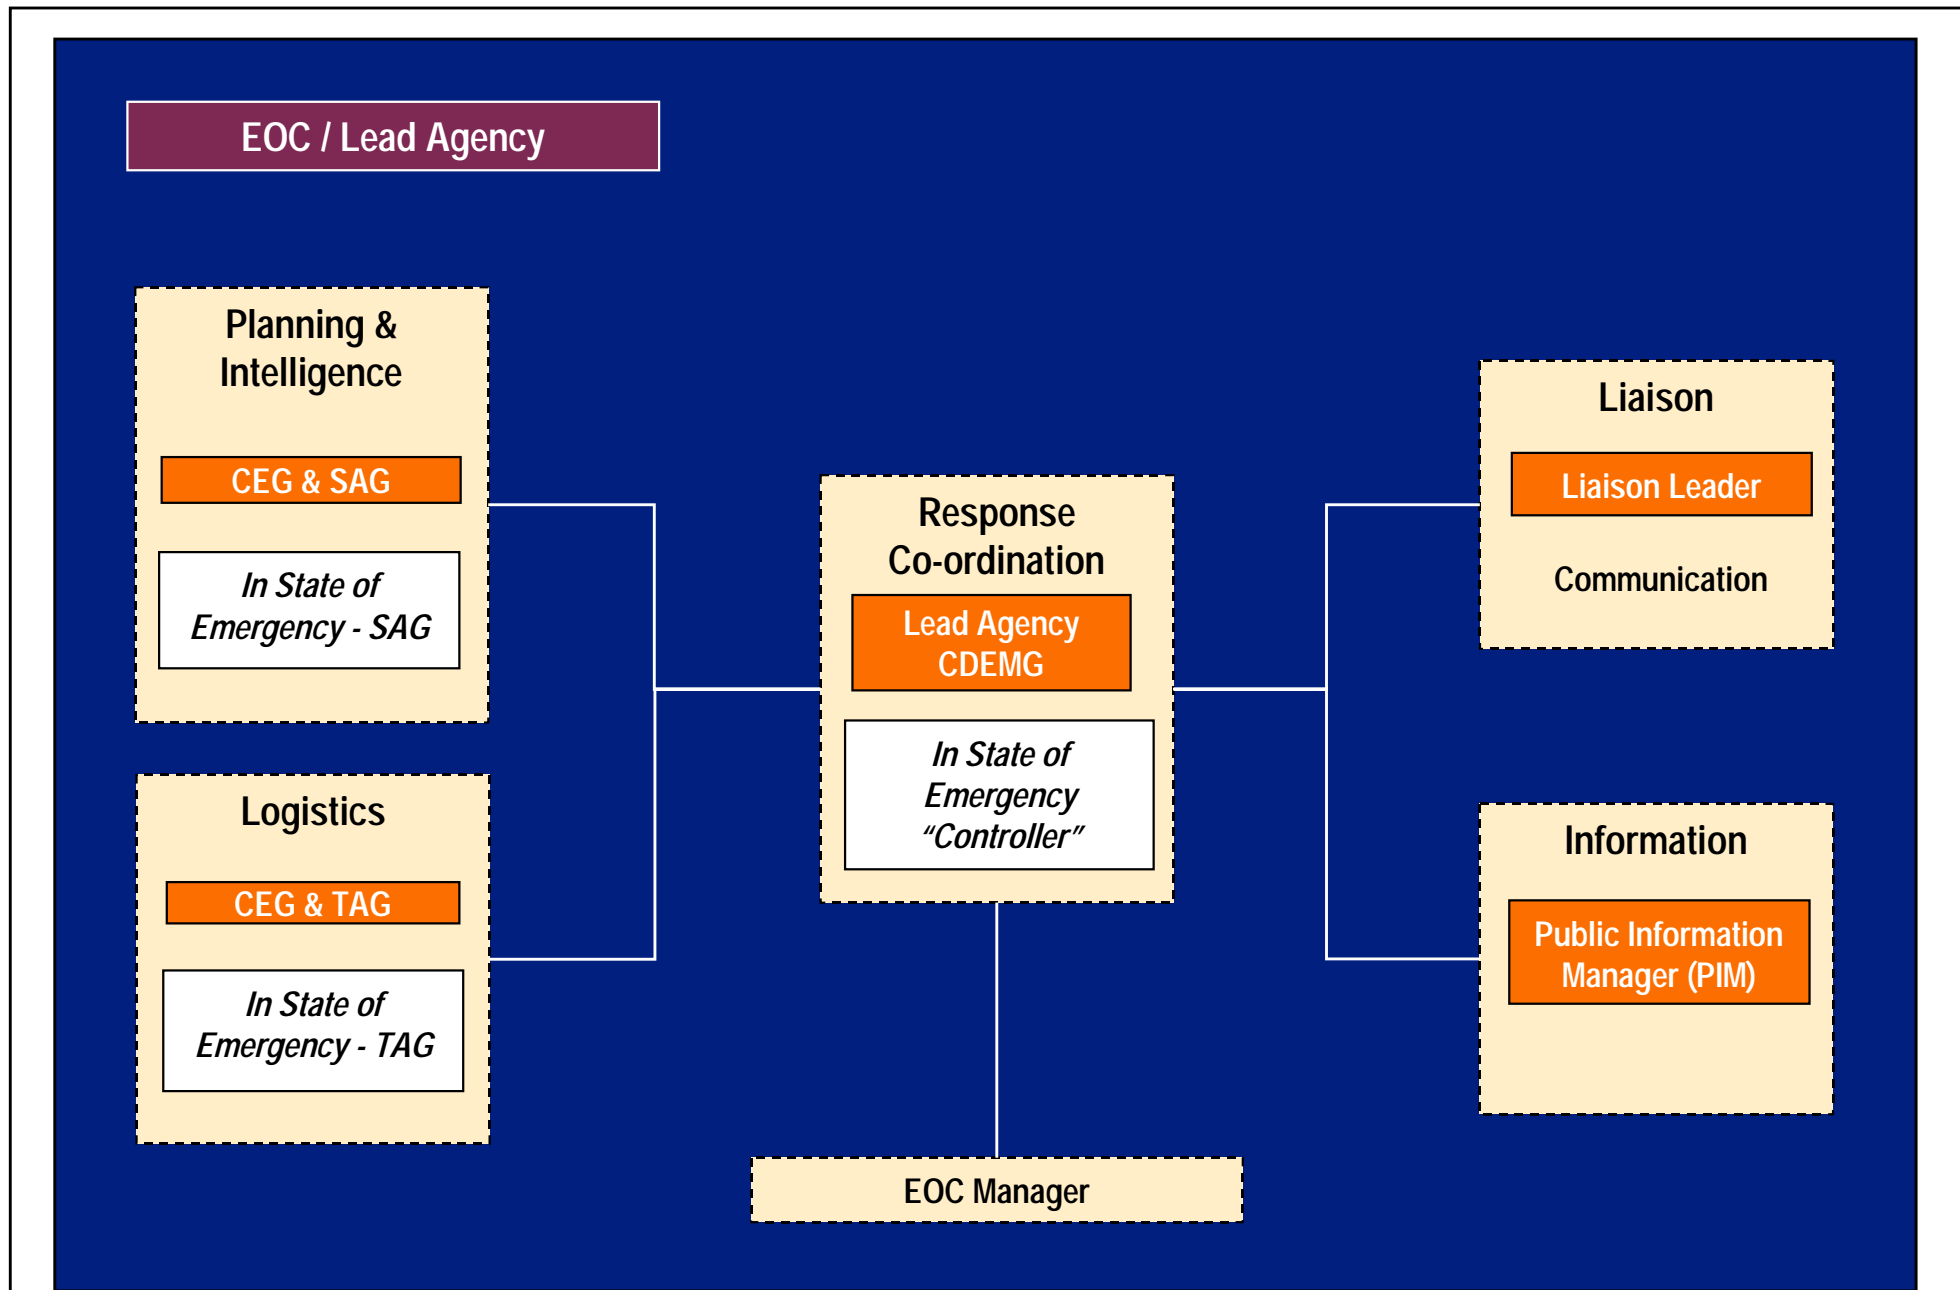 EOC / Lead Agency
Planning &
Intelligence
CEG & SAG
In State of
Emergency - SAG
Logistics
CEG & TAG
In State of
Emergency - TAG
Response
Co-ordination
Lead Agency
CDEMG
In State of
Emergency
“Controller”
EOC Manager
Liaison
Liaison Leader
Communication
Information
Public Information
Manager (PIM)